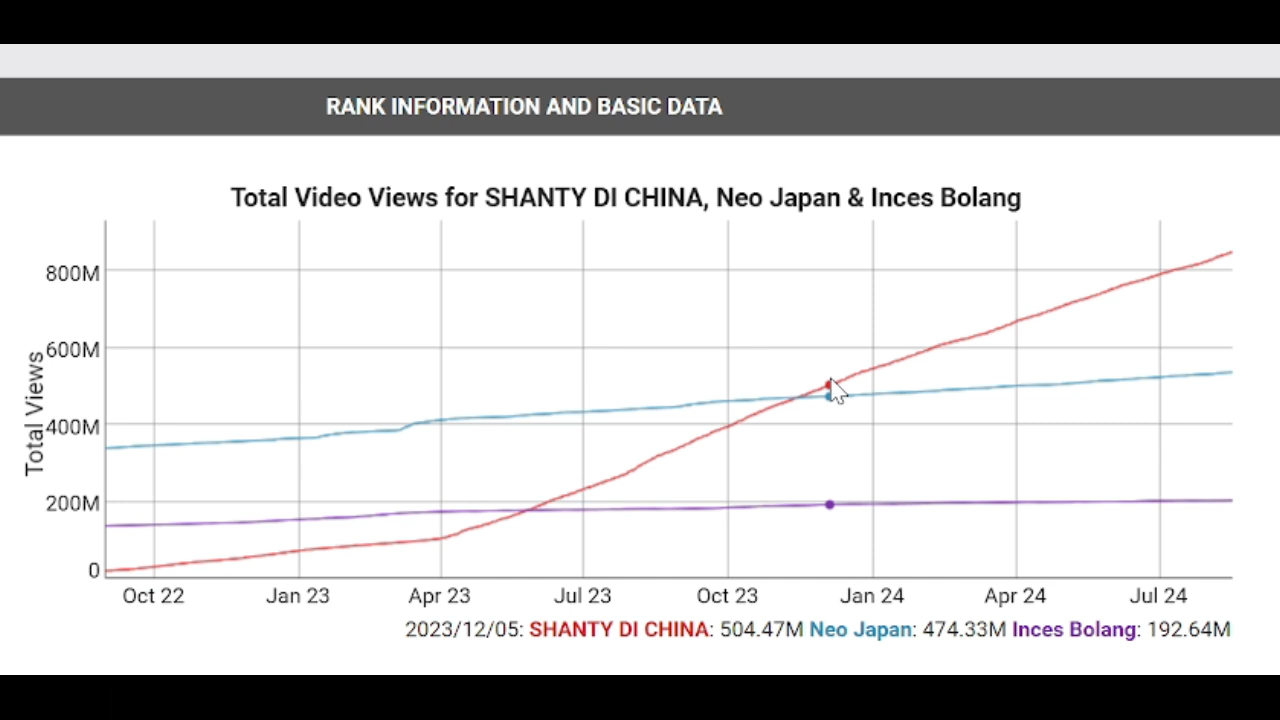 RANK INFORMATION AND BASIC DATA
Total Video Views for SHANTY DI CHINA, Neo Japan & Inces Bolang
Total Views
800M
600M
400M
200M
0
Oct 22 Jan 23 Apr 23 Jul 23 Oct 23 Jan 24 Apr 24 Jul 24
2023/12/05: SHANTY DI CHINA: 504.47M Neo Japan: 474.33M Inces Bolang: 192.64M